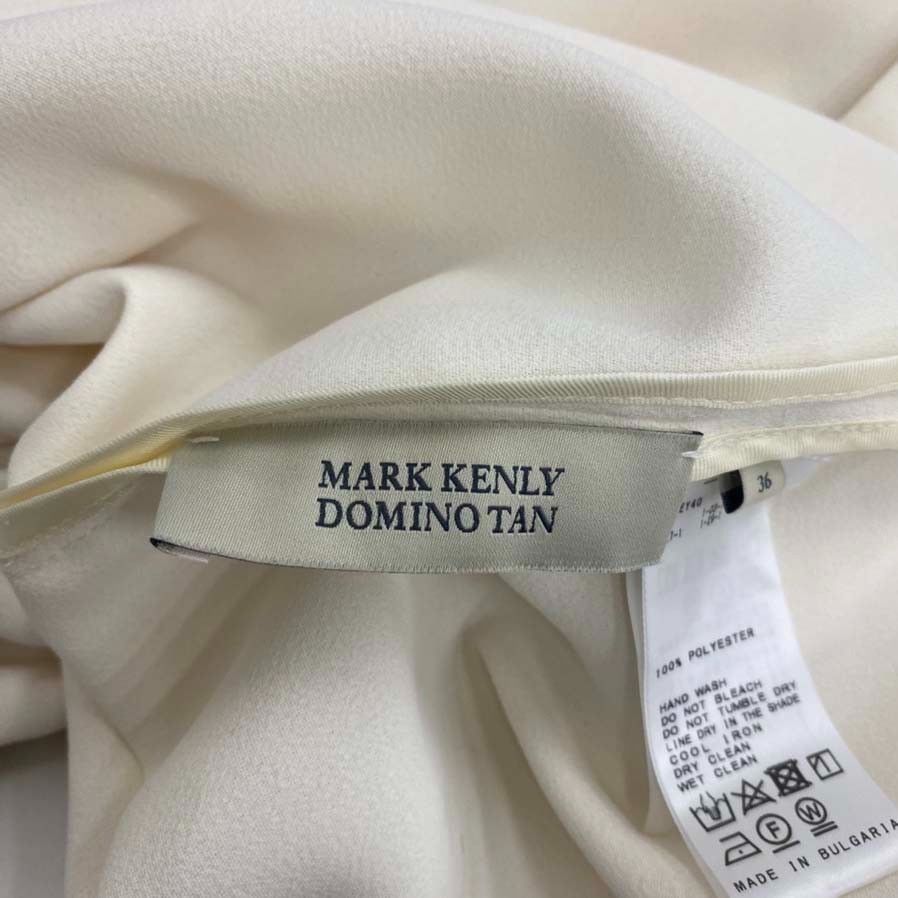 MARK KENLY
DOMINO TAN
36
EY40
100% POLYESTER
HAND WASH
DO NOT BLEACH
DO NOT TUMBLE DRY
LINE DRY IN THE SHADE
COOL IRON
DRY CLEAN
WET CLEAN
F
W
MADE IN BULGARIA